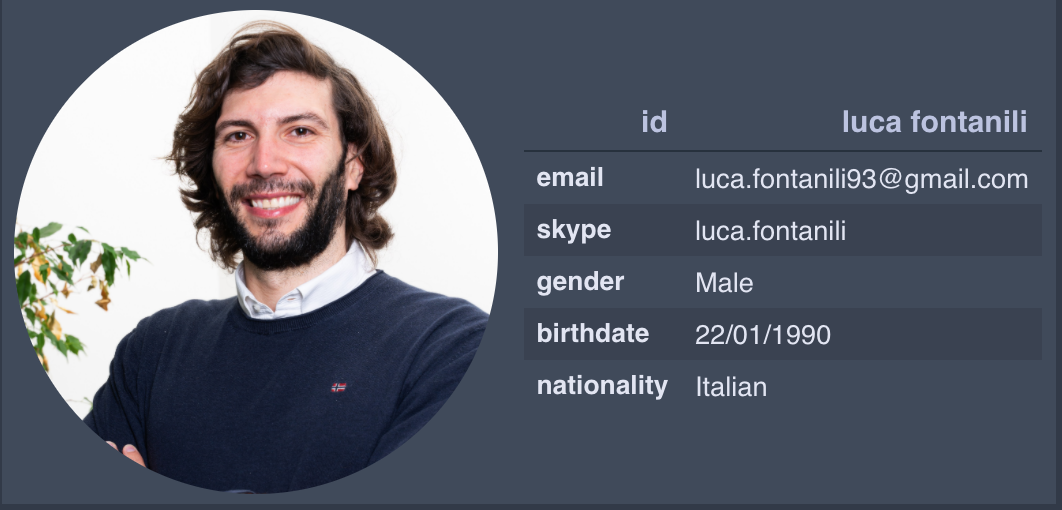 id luca fontanili
email luca.fontanili93@gmail.com
skype luca.fontanili
gender Male
birthdate 22/01/1990
nationality Italian